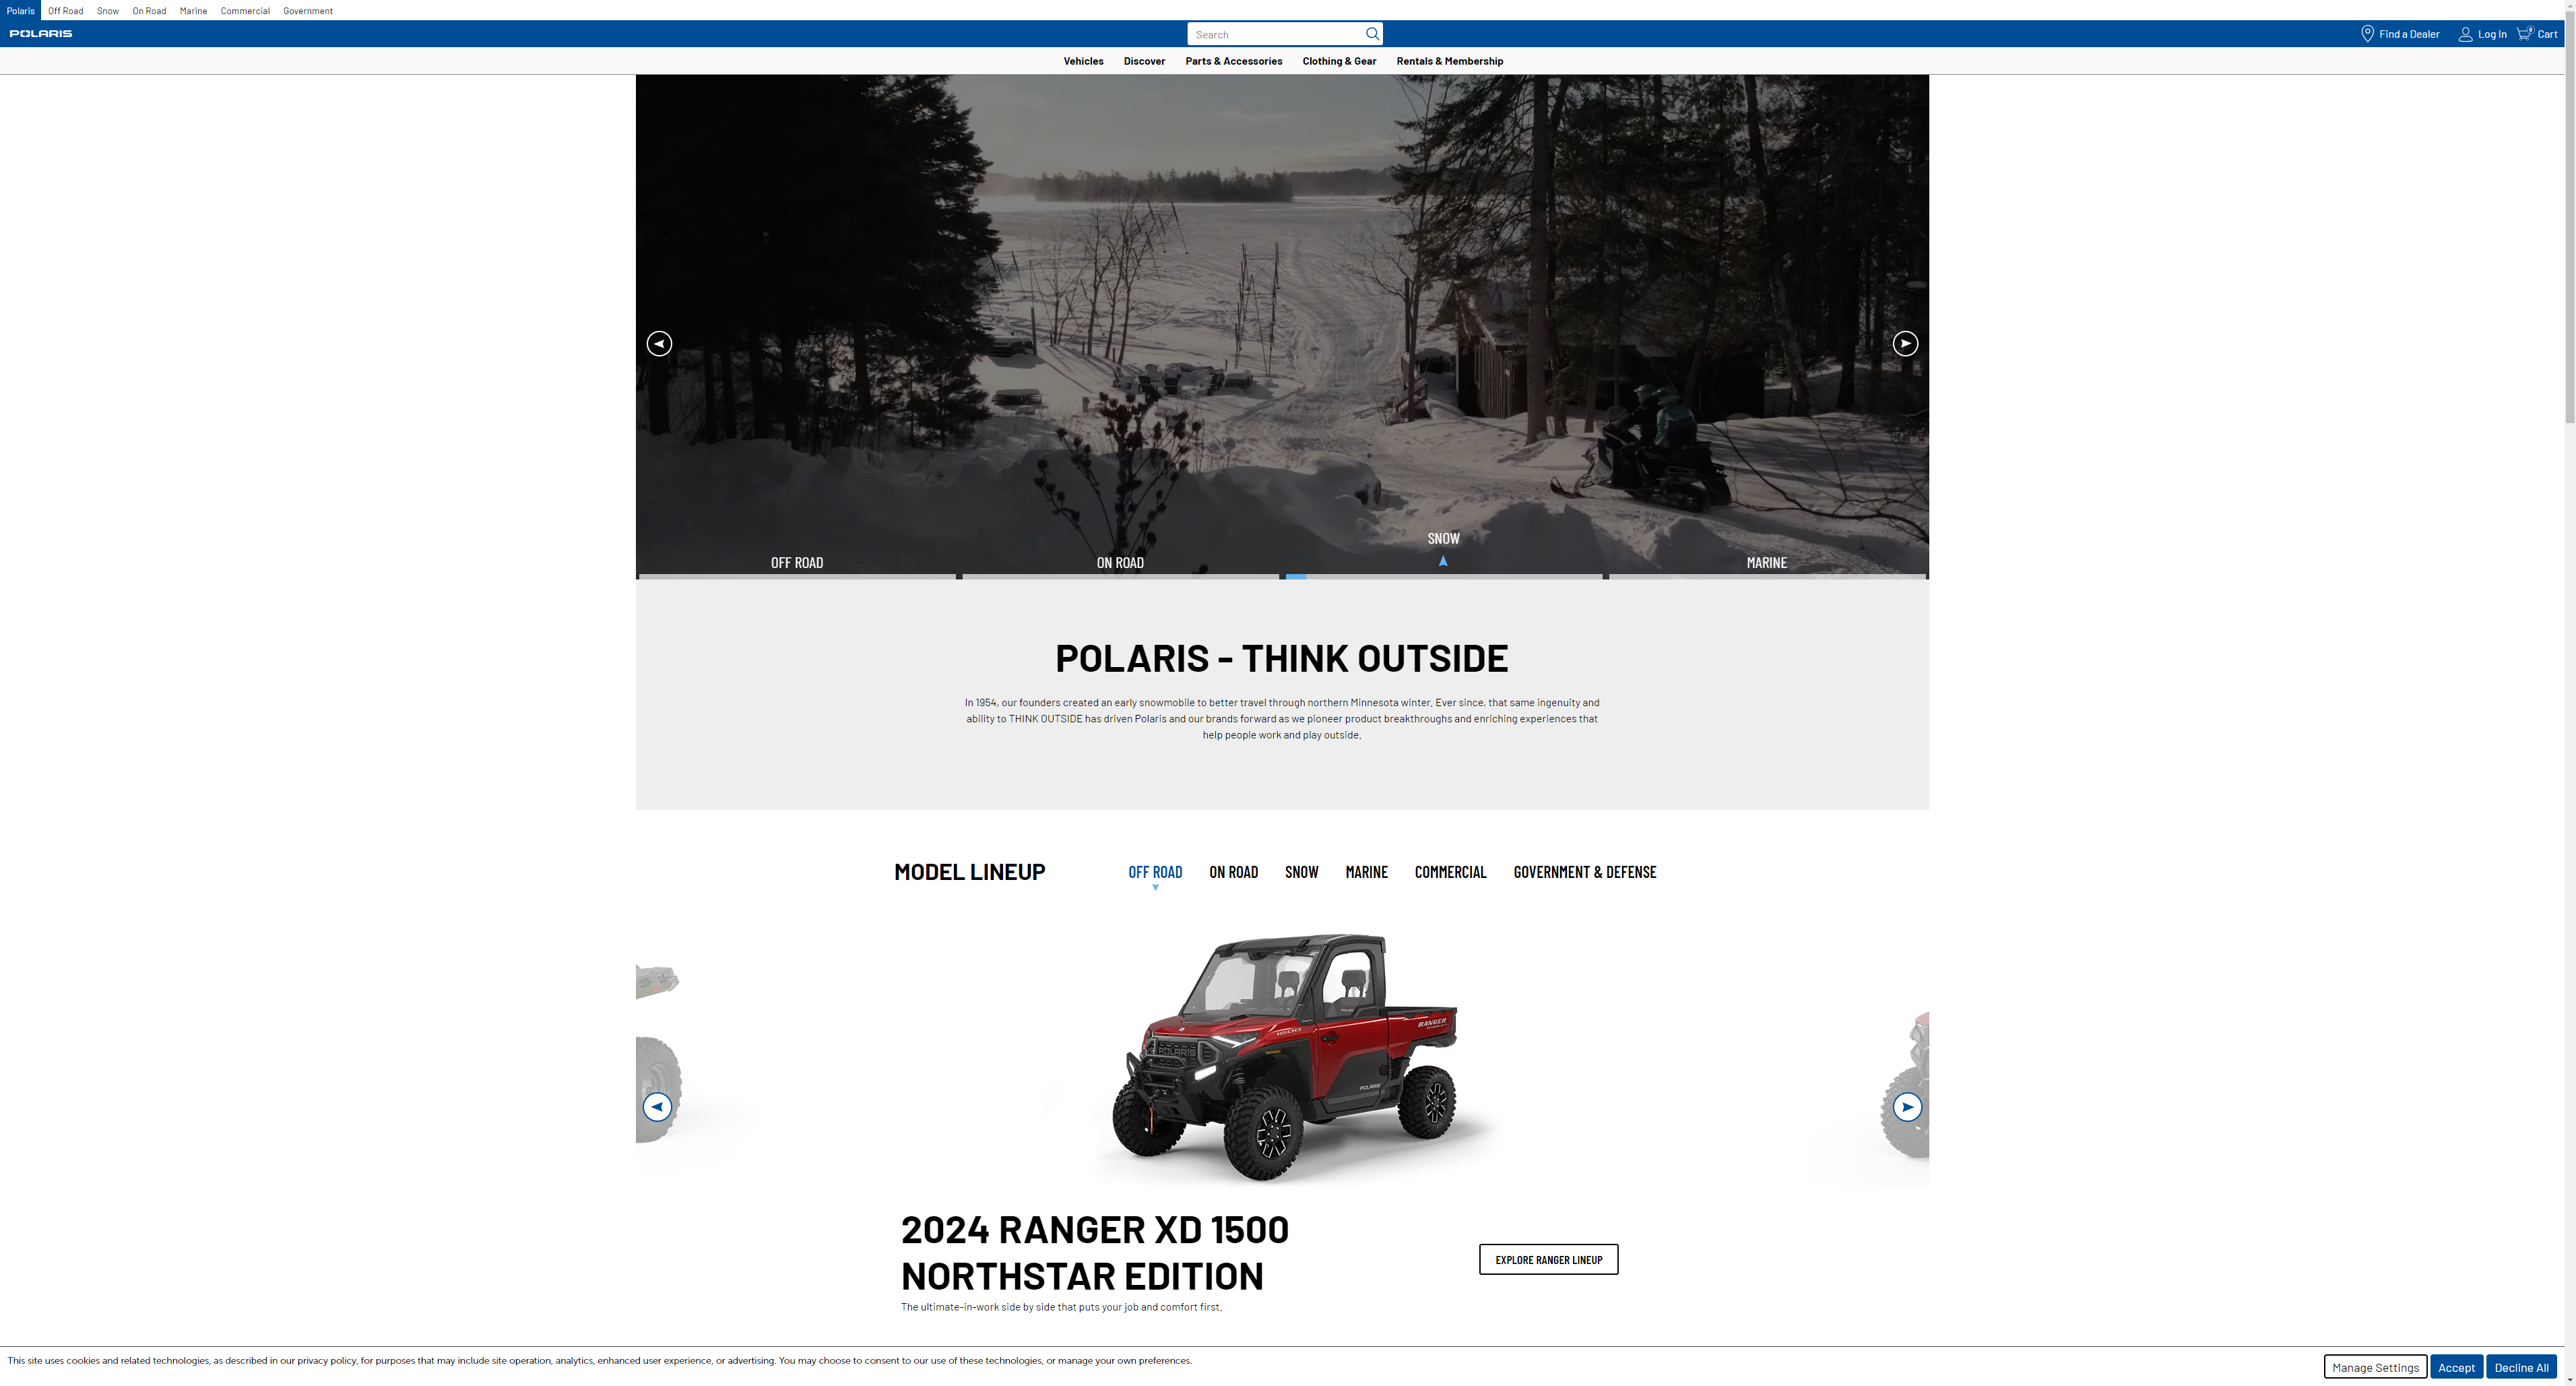 Polaris Off Road Snow On Road Marine Commercial Government
POLARIS Search Find a Dealer Log In 0 Cart
Vehicles Discover Parts & Accessories Clothing & Gear Rentals & Membership
SNOW
OFF ROAD ON ROAD MARINE
POLARIS - THINK OUTSIDE
In 1954, our founders created an early snowmobile to better travel through northern Minnesota winter. Ever since, that same ingenuity and
ability to THINK OUTSIDE has driven Polaris and our brands forward as we pioneer product breakthroughs and enriching experiences that
help people work and play outside.
MODEL LINEUP OFF ROAD ON ROAD SNOW MARINE COMMERCIAL GOVERNMENT & DEFENSE
RANGER
1500
POLARIS
POLARIS
2024 RANGER XD 1500
NORTHSTAR EDITION
EXPLORE RANGER LINEUP
The ultimate-in-work side by side that puts your job and comfort first.
This site uses cookies and related technologies, as described in our privacy policy, for purposes that may include site operation, analytics, enhanced user experience, or advertising. You may choose to consent to our use of these technologies, or manage your own preferences.
Manage Settings Accept Decline All